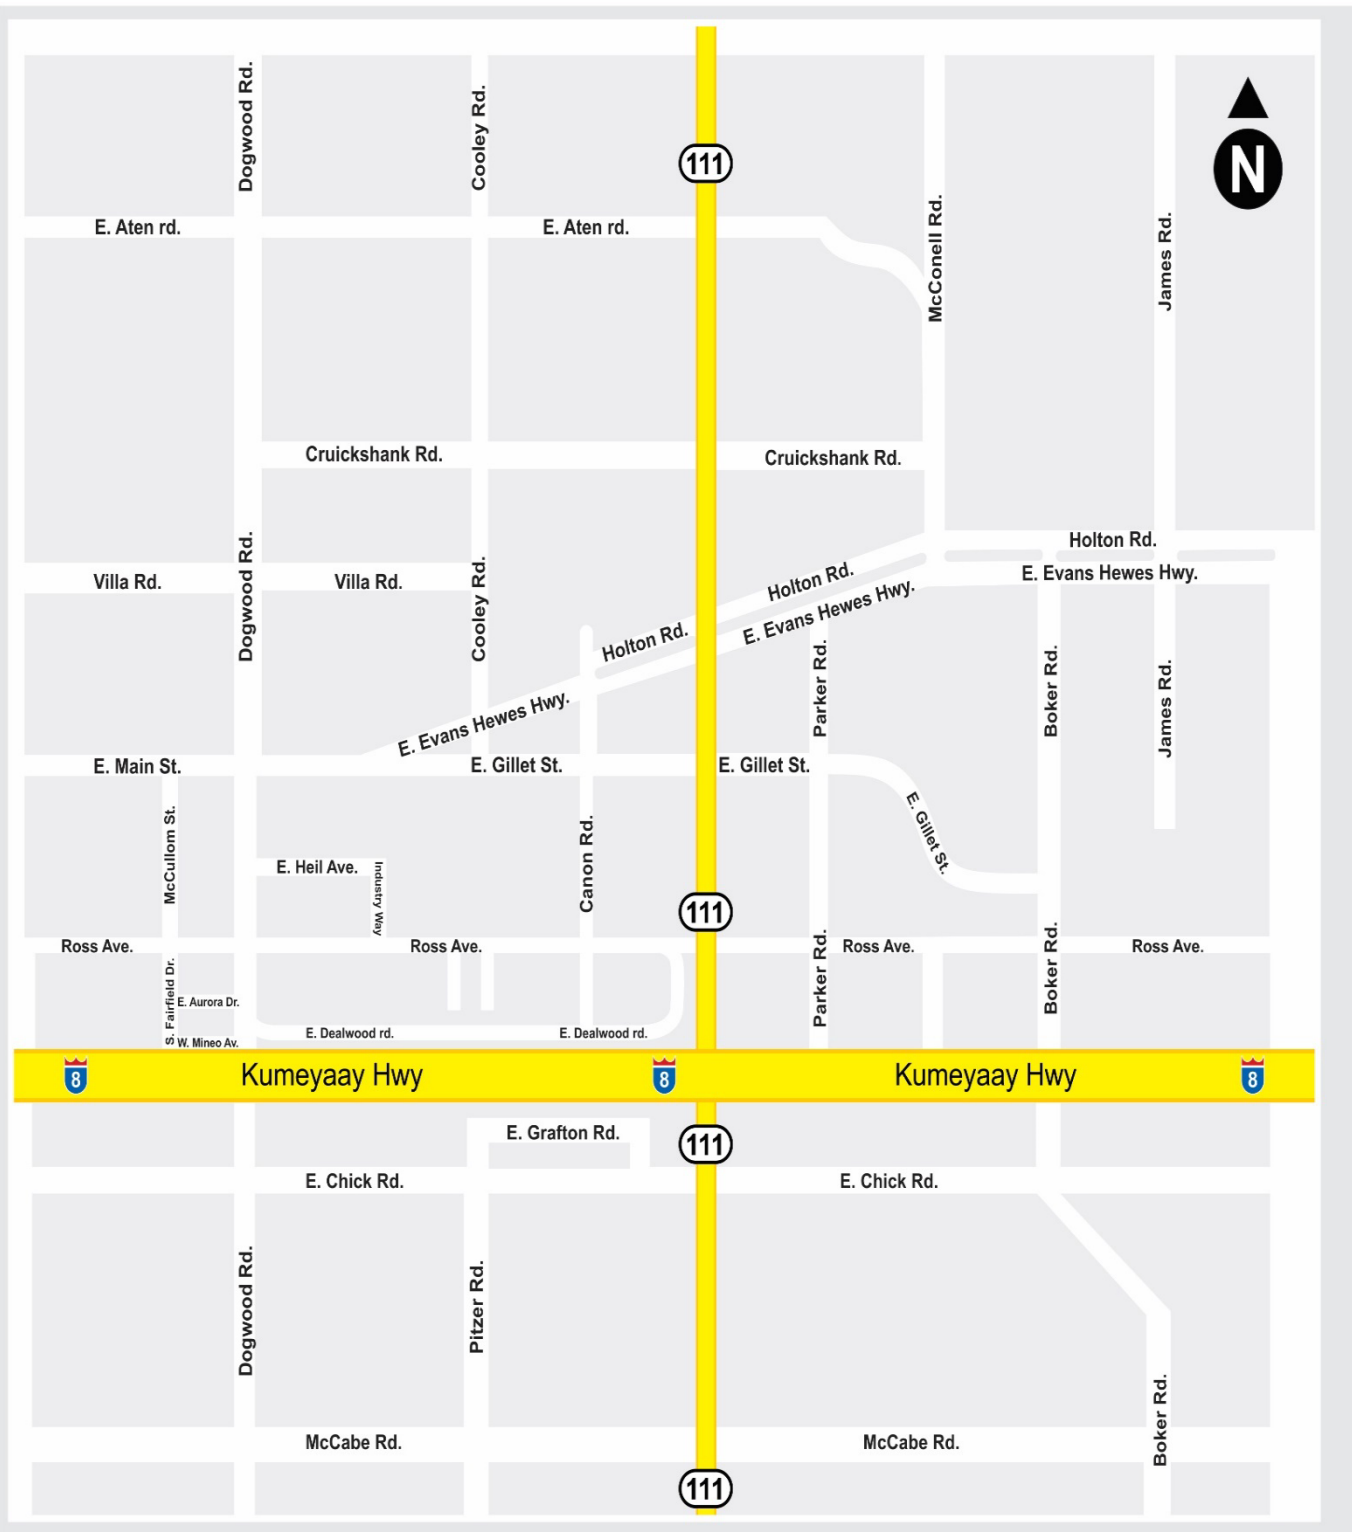 Dogwood Rd.
Cooley Rd.
111
N
E. Aten rd.
E. Aten rd.
McConell Rd.
James Rd.
Cruickshank Rd.
Cruickshank Rd.
Dogwood Rd.
Holton Rd.
Villa Rd.
Villa Rd.
Cooley Rd.
Holton Rd.
E. Evans Hewes Hwy.
Holton Rd.
E. Evans Hewes Hwy.
Parker Rd.
Boker Rd.
James Rd.
E. Evans Hewes Hwy.
E. Main St.
E. Gillet St.
E. Gillet St.
McCullom St.
E. Heil Ave.
Industry Way
Canon Rd.
E. Gillet St.
111
Ross Ave.
Ross Ave.
Parker Rd.
Ross Ave.
Boker Rd.
Ross Ave.
S. Fairfield Dr.
E. Aurora Dr.
W. Mineo Av.
E. Dealwood rd.
E. Dealwood rd.
8
Kumeyaay Hwy
8
Kumeyaay Hwy
8
E. Grafton Rd.
111
E. Chick Rd.
E. Chick Rd.
Dogwood Rd.
Pitzer Rd.
Boker Rd.
McCabe Rd.
McCabe Rd.
111